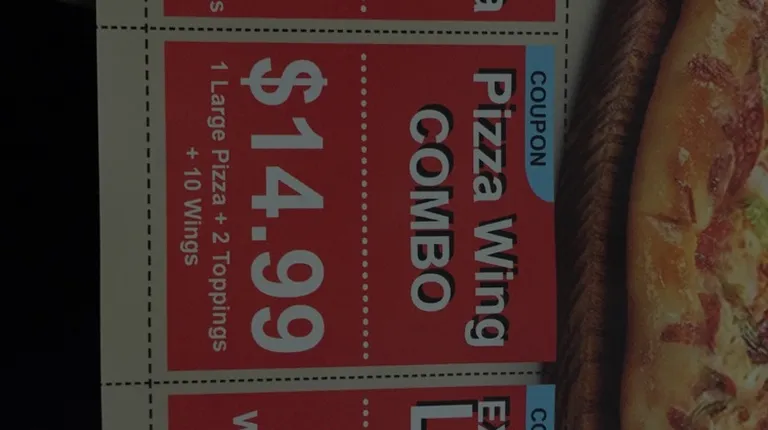 COUPON
Pizza Wing
COMBO
$14.99
1 Large Pizza + 2 Toppings
+ 10 Wings